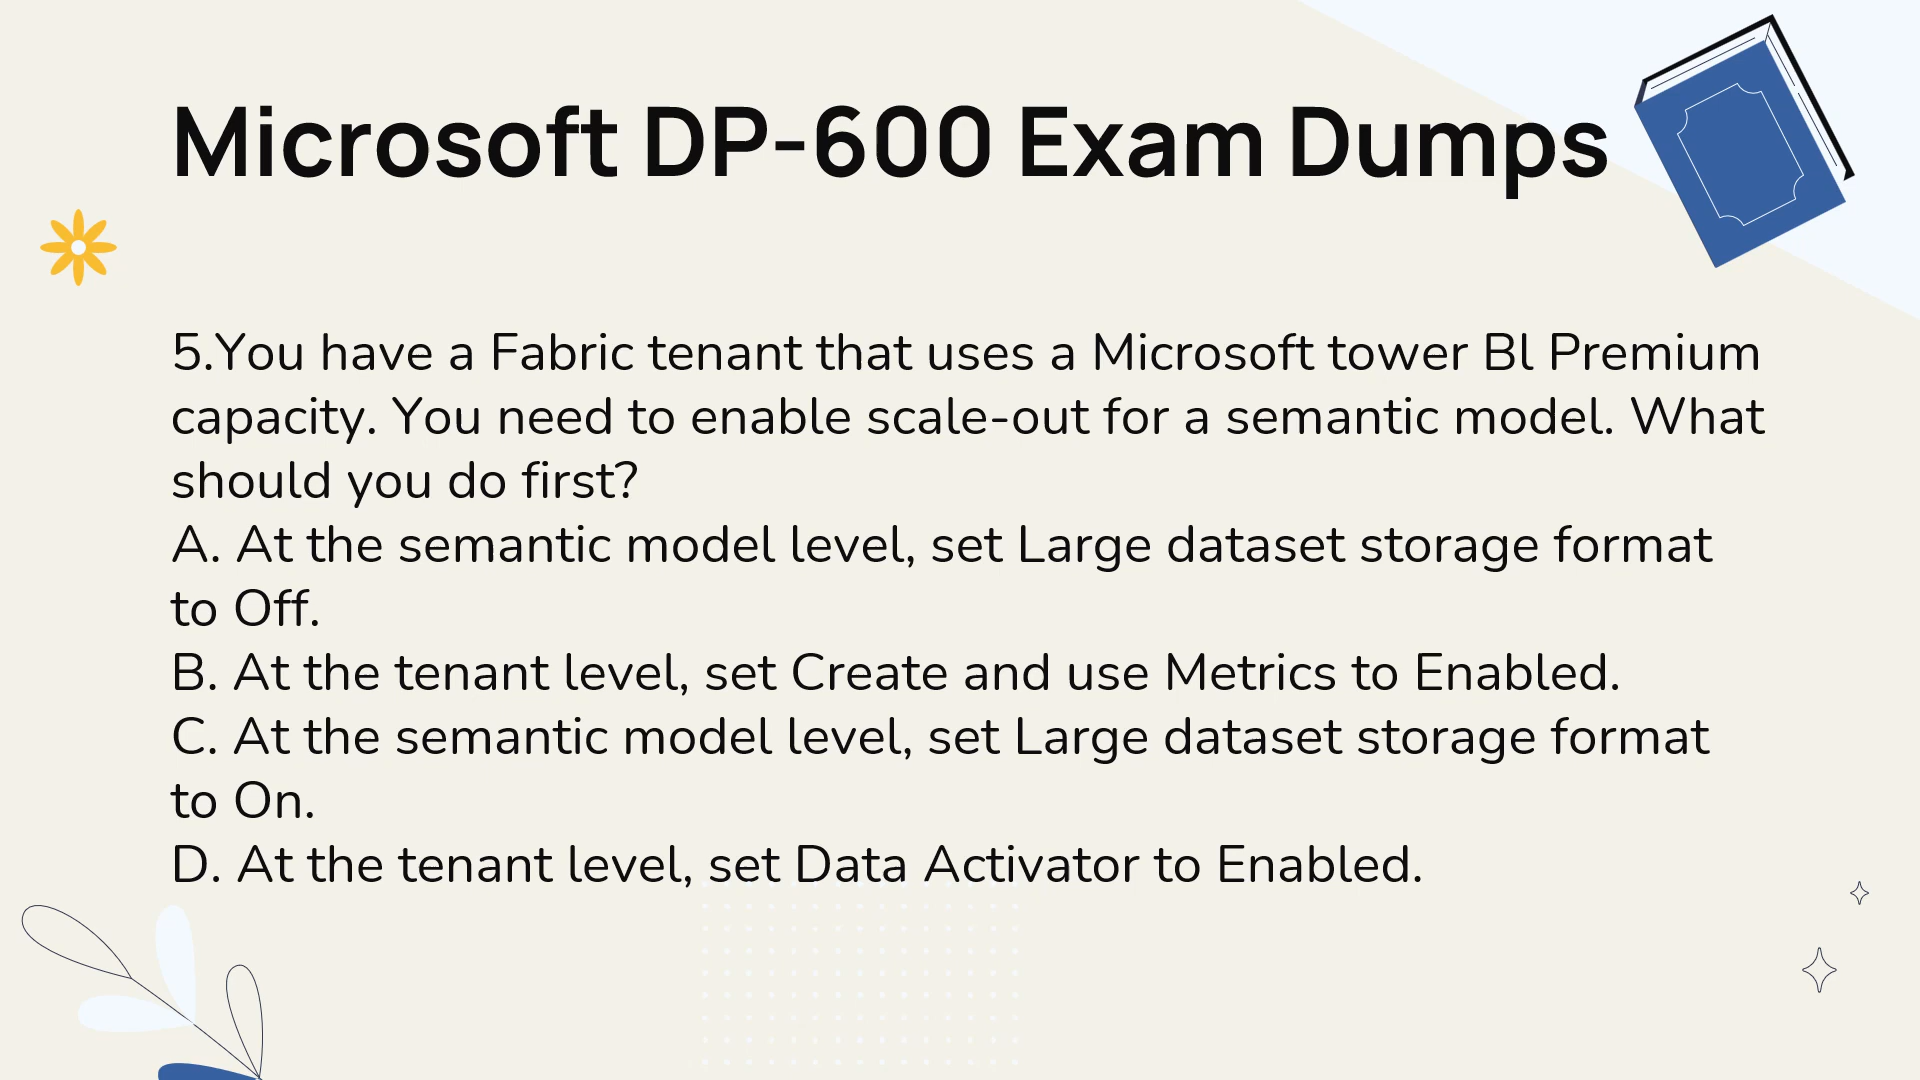 Microsoft DP-600 Exam Dumps
5.You have a Fabric tenant that uses a Microsoft tower Bl Premium
capacity. You need to enable scale-out for a semantic model. What
should you do first?
A. At the semantic model level, set Large dataset storage format
to Off.
B. At the tenant level, set Create and use Metrics to Enabled.
C. At the semantic model level, set Large dataset storage format
to On.
D. At the tenant level, set Data Activator to Enabled.